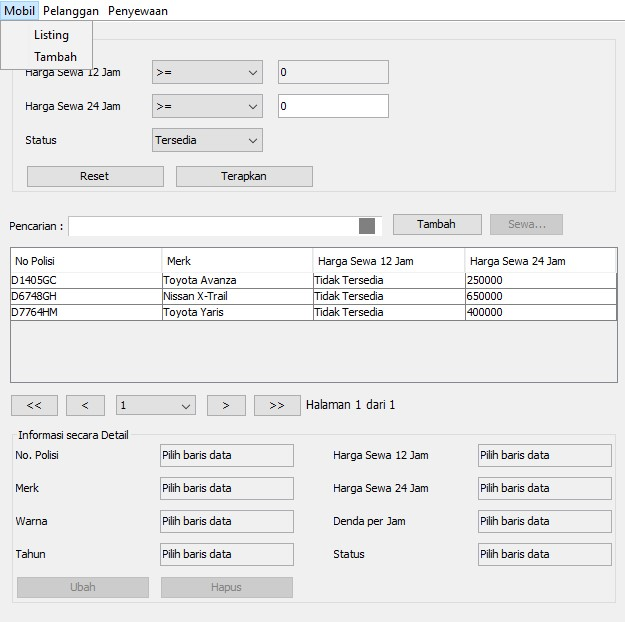 Mobil Pelanggan Penyewaan
Listing
Tambah
Harga Sewa 12 Jam >= 0
Harga Sewa 24 Jam >= 0
Status Tersedia
Reset Terapkan
Pencarian : Tambah Sewa...
No Polisi Merk Harga Sewa 12 Jam Harga Sewa 24 Jam
D1405GC Toyota Avanza Tidak Tersedia 250000
D6748GH Nissan X-Trail Tidak Tersedia 650000
D7764HM Toyota Yaris Tidak Tersedia 400000
<< < 1 > >> Halaman 1 dari 1
Informasi secara Detail
No. Polisi Pilih baris data Harga Sewa 12 Jam Pilih baris data
Merk Pilih baris data Harga Sewa 24 Jam Pilih baris data
Warna Pilih baris data Denda per Jam Pilih baris data
Tahun Pilih baris data Status Pilih baris data
Ubah Hapus